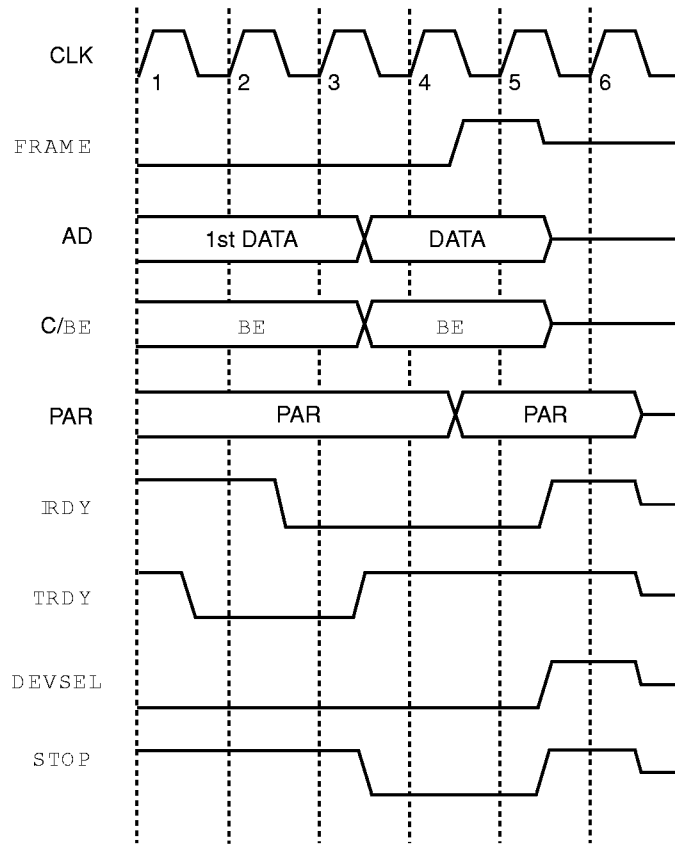 CLK
1 2 3 4 5 6
FRAME
AD
1st DATA DATA
C/BE
BE BE
PAR
PAR PAR
IRDY
TRDY
DEVSEL
STOP